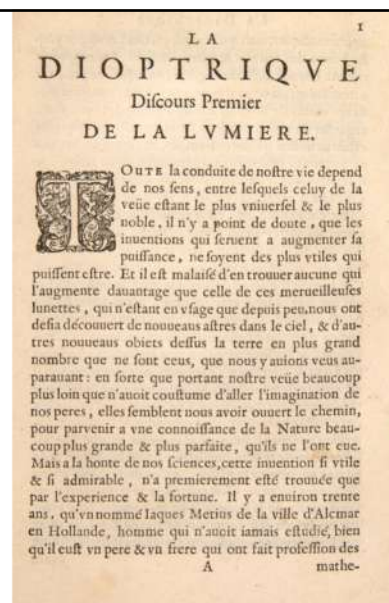 1
LA
DIOPTRIQVE
Diſcours Premier
DE LA LVMIERE.
TOUTE la conduite de noſtre vie depend
de nos ſens, entre leſquels celuy de la
veüe eſtant le plus vniuerſel & le plus
noble, il n'y a point de doute, que les
inuentions qui ſeruent a augmenter ſa
puiſſance, ne ſoyent des plus vtiles qui
puiſſent eſtre. Et il eſt malaiſé d'en trouuer aucune qui
l'augmente dauantage que celle de ces merueilleuſes
lunettes, qui n'eſtant en vſage que depuis peu, nous ont
deſia découuert de nouueaus aſtres dans le ciel, & d'au-
tres nouueaus obiets deſſus la terre en plus grand
nombre que ne ſont ceus, que nous y auions veus au-
parauant: en ſorte que portant noſtre veüe beaucoup
plus loin que n'auoit couſtume d'aller l'imagination de
nos peres, elles ſemblent nous avoir ouuert le chemin,
pour parvenir a vne connoiſſance de la Nature beau-
coup plus grande & plus parfaite, qu'ils ne l'ont eue.
Mais a la honte de nos ſciences, cette inuention ſi vtile
& ſi admirable, n'a premierement eſté trouuée que
par l'experience & la fortune. Il y a enuiron trente
ans, qu'vn nommé Iaques Metius de la ville d'Alcmar
en Hollande, homme qui n'auoit iamais eſtudié, bien
qu'il euſt vn pere & vn frere qui ont fait profeſſion des
A mathe-